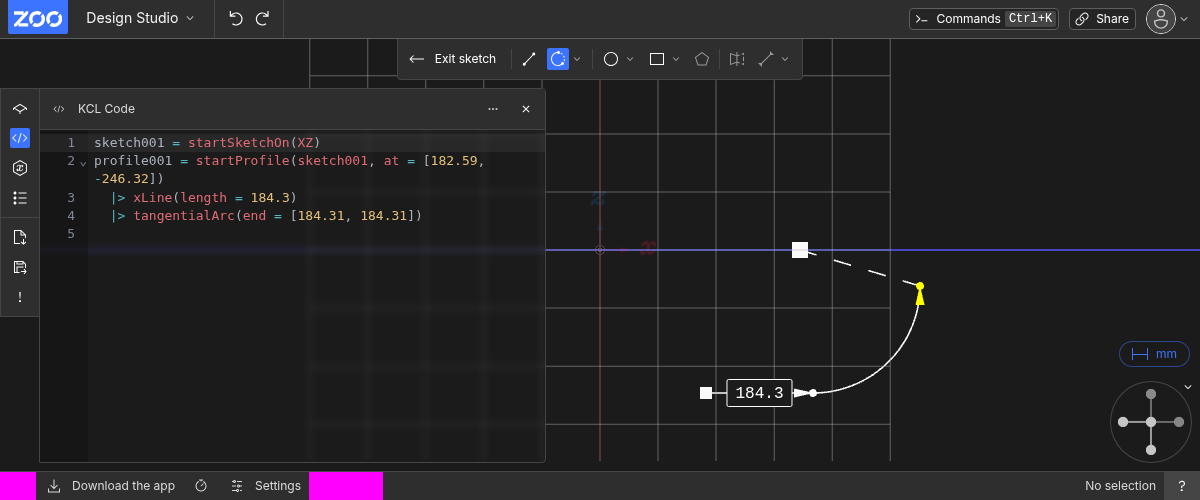 ZOO
Design Studio
Commands Ctrl+K
Share
Exit sketch
KCL Code
1 sketch001 = startSketchOn(XZ)
2 profile001 = startProfile(sketch001, at = [182.59,
-246.32])
3 |> xLine(length = 184.3)
4 |> tangentialArc(end = [184.31, 184.31])
5
z
x
184.3
mm
Download the app
Settings
No selection
?